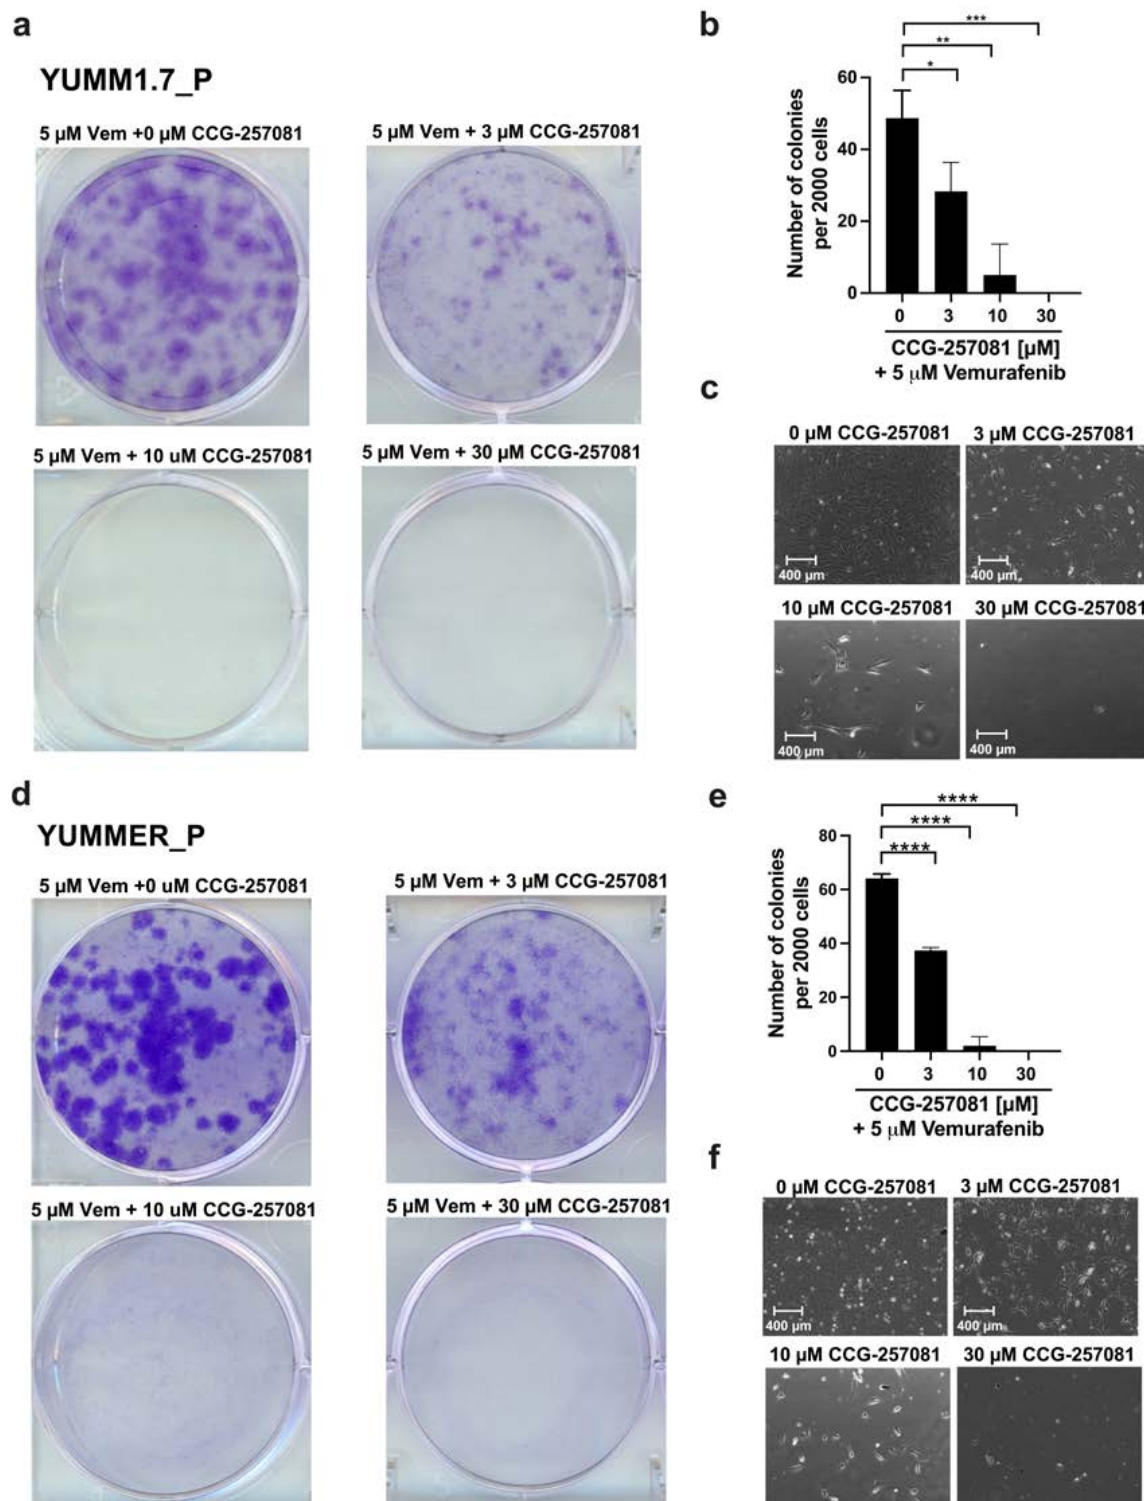 a
YUMM1.7_P
5 µM Vem +0 µM CCG-257081
5 µM Vem + 3 µM CCG-257081
5 µM Vem + 10 uM CCG-257081
5 µM Vem + 30 µM CCG-257081
b
***
**
*
Number of colonies
per 2000 cells
60
40
20
0
0 3 10 30
CCG-257081 [µM]
+ 5 µM Vemurafenib
c
0 µM CCG-257081
3 µM CCG-257081
400 µm
400 µm
10 µM CCG-257081
30 µM CCG-257081
400 µm
400 µm
d
YUMMER_P
5 µM Vem +0 uM CCG-257081
5 µM Vem + 3 µM CCG-257081
5 µM Vem + 10 uM CCG-257081
5 µM Vem + 30 µM CCG-257081
e
****
****
****
Number of colonies
per 2000 cells
80
60
40
20
0
0 3 10 30
CCG-257081 [µM]
+ 5 µM Vemurafenib
f
0 µM CCG-257081
3 µM CCG-257081
400 µm
400 µm
10 µM CCG-257081
30 µM CCG-257081